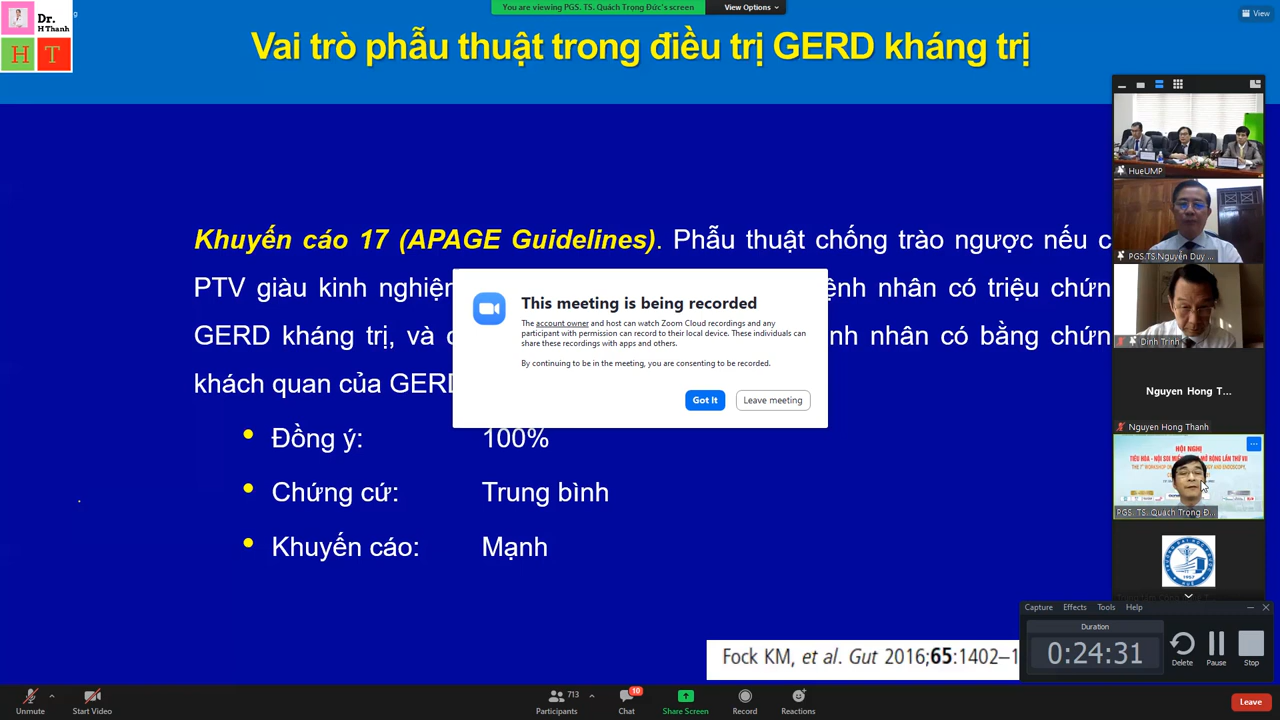 Dr.
H Thanh
H T
You are viewing PGS. TS. Quách Trọng Đức's screen
View Options
View
Vai trò phẫu thuật trong điều trị GERD kháng trị
Khuyến cáo 17 (APAGE Guidelines). Phẫu thuật chống trào ngược nếu c
PTV giàu kinh nghiệm ệnh nhân có triệu chứn
GERD kháng trị, và nh nhân có bằng chứn
khách quan của GERD
Đồng ý: 100%
Chứng cứ: Trung bình
Khuyến cáo: Mạnh
This meeting is being recorded
The account owner and host can watch Zoom Cloud recordings and any
participant with permission can record to their local device. These individuals can
share these recordings with apps and others.
By continuing to be in the meeting, you are consenting to be recorded.
Got It
Leave meeting
HueUMP
PGS.TS.Nguyễn Duy ...
Dinh Trinh
Nguyen Hong T...
Nguyen Hong Thanh
HỘI NGHỊ
PGS. TS. Quách Trọng Đ...
1957
Fock KM, et al. Gut 2016;65:1402–1
Capture Effects Tools Help
Duration
0:24:31
Delete Pause Stop
Unmute
Start Video
713
Participants
10
Chat
Share Screen
Record
Reactions
Leave